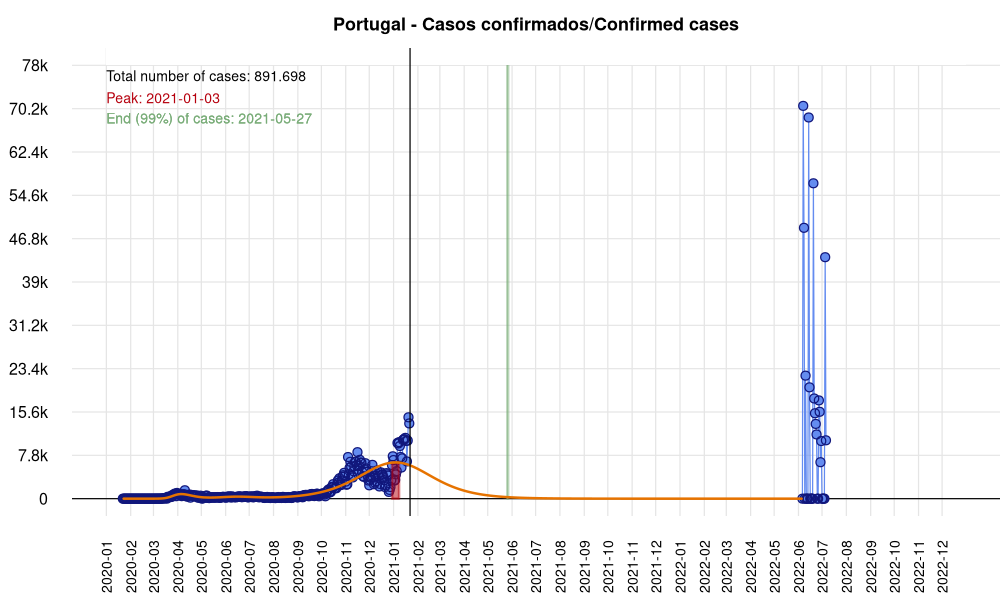 Portugal - Casos confirmados/Confirmed cases
Total number of cases: 891.698
Peak: 2021-01-03
End (99%) of cases: 2021-05-27
78k
70.2k
62.4k
54.6k
46.8k
39k
31.2k
23.4k
15.6k
7.8k
0
2020-01
2020-02
2020-03
2020-04
2020-05
2020-06
2020-07
2020-08
2020-09
2020-10
2020-11
2020-12
2021-01
2021-02
2021-03
2021-04
2021-05
2021-06
2021-07
2021-08
2021-09
2021-10
2021-11
2021-12
2022-01
2022-02
2022-03
2022-04
2022-05
2022-06
2022-07
2022-08
2022-09
2022-10
2022-11
2022-12